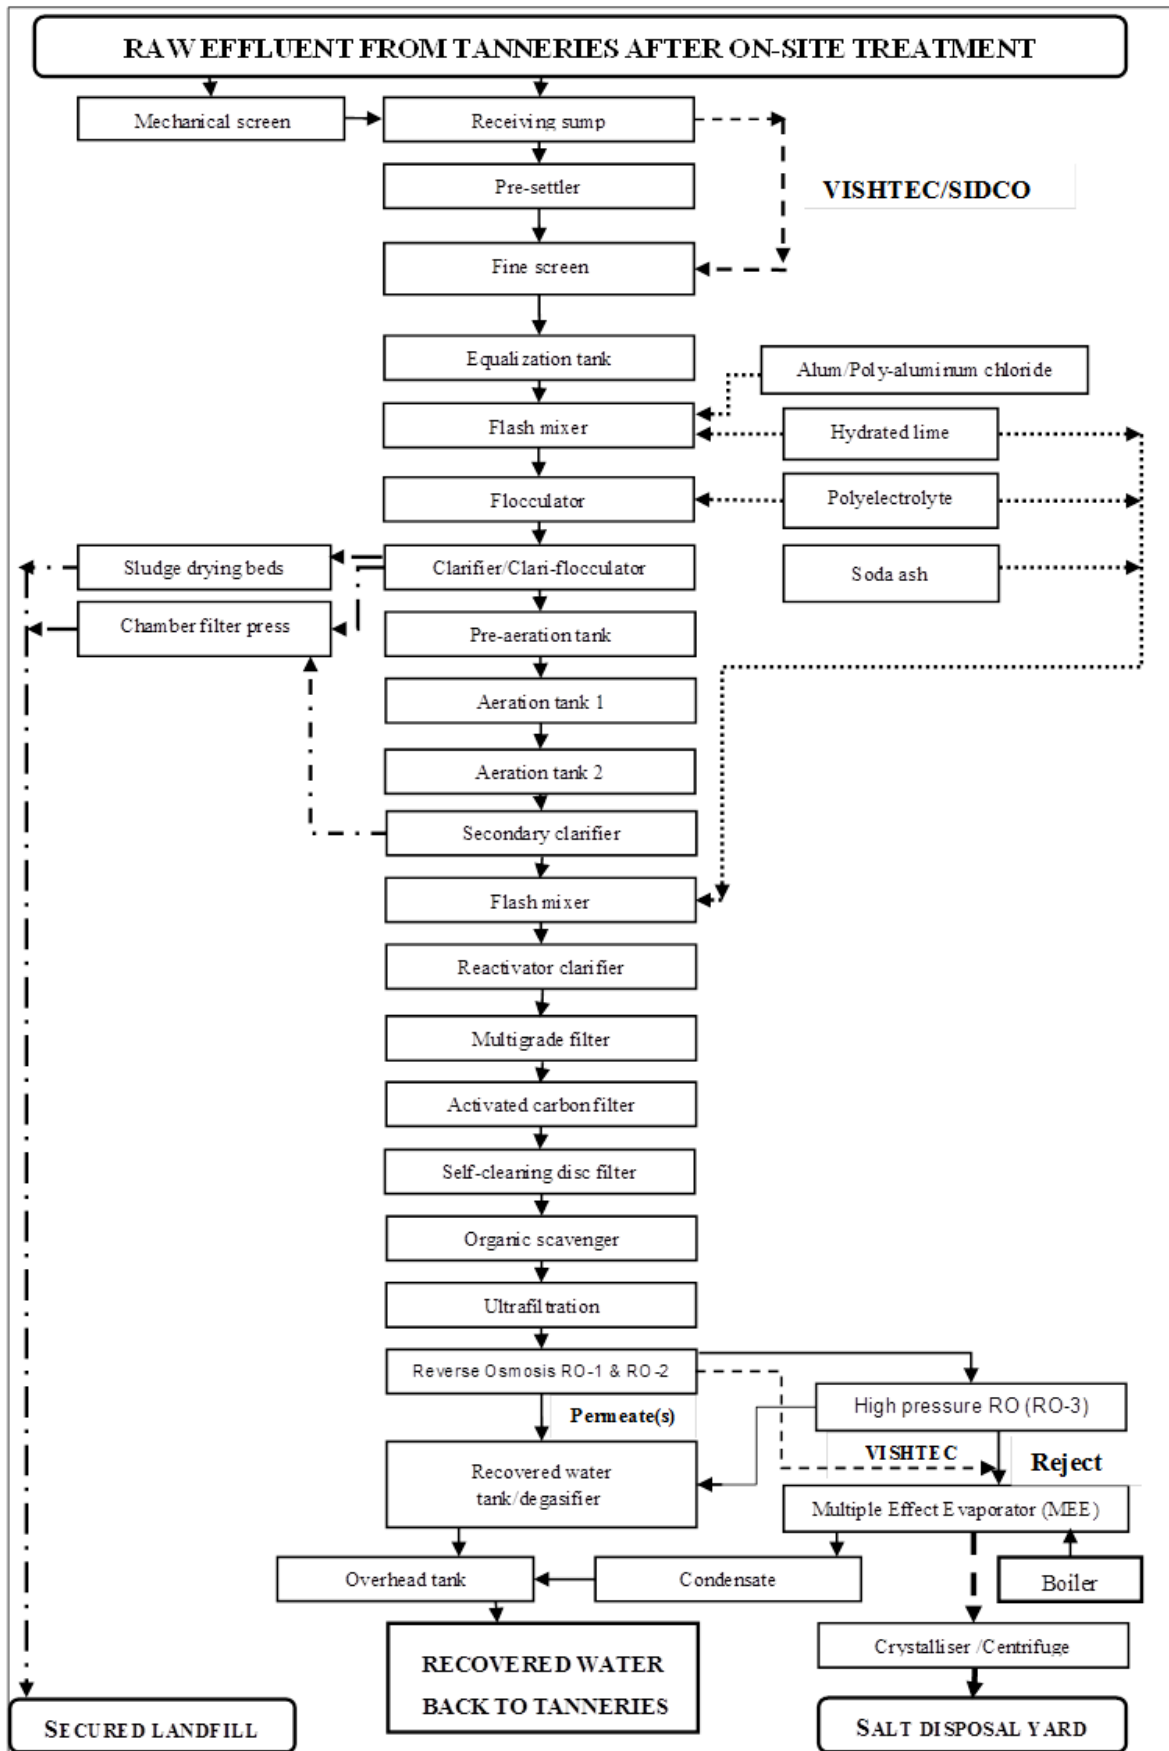 RAW EFFLUENT FROM TANNERIES AFTER ON-SITE TREATMENT
Mechanical screen
Receiving sump
Pre-settler
VISHTEC/SIDCO
Fine screen
Equalization tank
Alum/Poly-aluminum chloride
Flash mixer
Hydrated lime
Flocculator
Polyelectrolyte
Sludge drying beds
Clarifier/Clari-flocculator
Soda ash
Chamber filter press
Pre-aeration tank
Aeration tank 1
Aeration tank 2
Secondary clarifier
Flash mixer
Reactivator clarifier
Multigrade filter
Activated carbon filter
Self-cleaning disc filter
Organic scavenger
Ultrafiltration
Reverse Osmosis RO-1 & RO-2
High pressure RO (RO-3)
Permeate(s)
VISHTEC
Reject
Recovered water
tank/degasifier
Multiple Effect Evaporator (MEE)
Overhead tank
Condensate
Boiler
Crystalliser /Centrifuge
RECOVERED WATER
BACK TO TANNERIES
SECURED LANDFILL
SALT DISPOSAL YARD